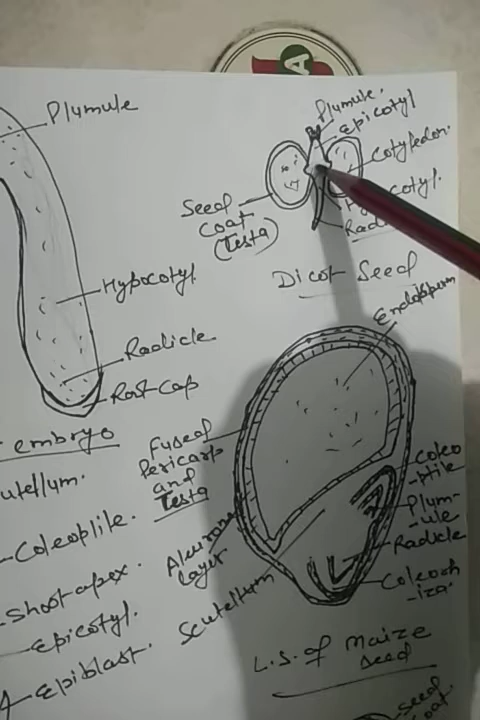 Plumule
Hypocotyl
Radicle
Root cap
embryo
Coleoptile.
Shoot apex.
Epicotyl.
Epiblast.
Plumule.
Epicotyl
Cotyledon.
Radi
Seed
Coat
(Testa)
Dicot Seed
Endosperm
Fused
Pericarp
and
Testa
Aleurone
layer
Scutellum
Coleo
-ptile
Plum-
ule
Radicle
Coleorh
-iza.
L.S. of Maize
Seed
Seed
Coat